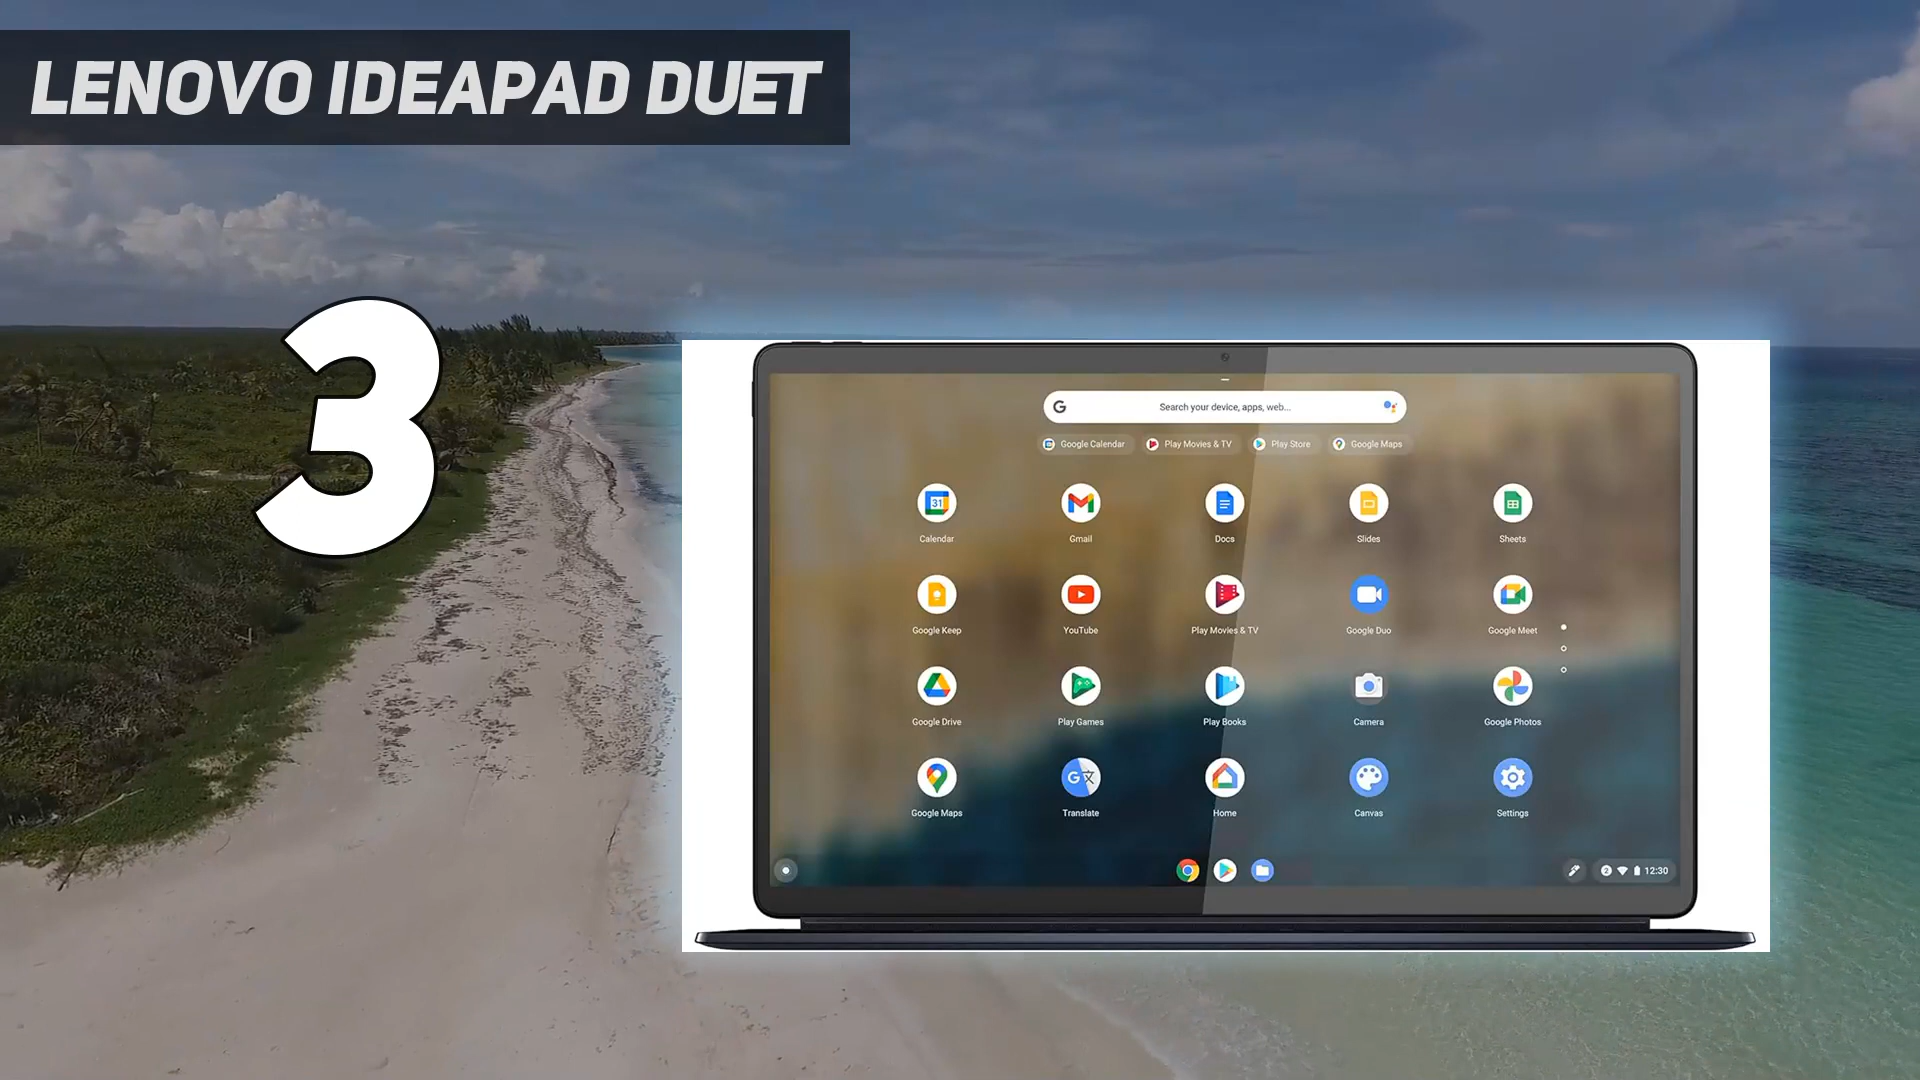 LENOVO IDEAPAD DUET
3
Search your device, apps, web...
Google Calendar Play Movies & TV Play Store Google Maps
31
Calendar Gmail Docs Slides Sheets
Google Keep YouTube Play Movies & TV Google Duo Google Meet
Google Drive Play Games Play Books Camera Google Photos
Google Maps Translate Home Canvas Settings
2 12:30